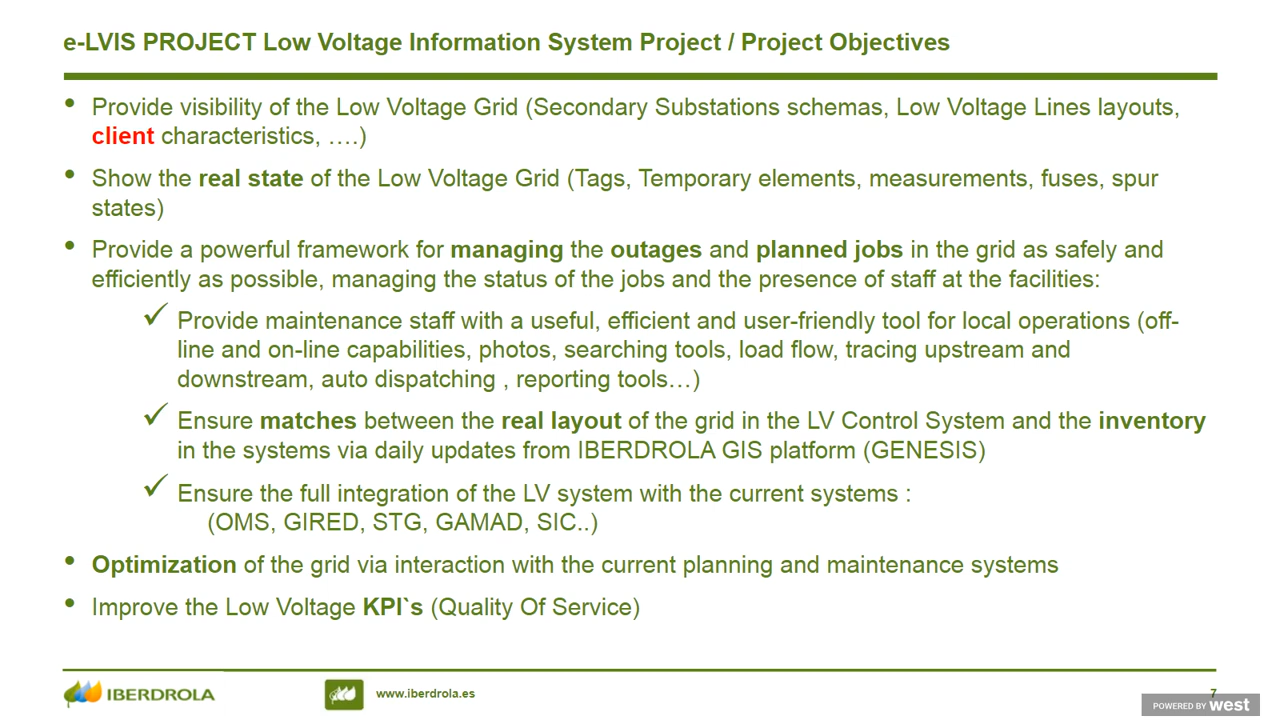 e-LVIS PROJECT Low Voltage Information System Project / Project Objectives
• Provide visibility of the Low Voltage Grid (Secondary Substations schemas, Low Voltage Lines layouts,
client characteristics, ….)
• Show the real state of the Low Voltage Grid (Tags, Temporary elements, measurements, fuses, spur
states)
• Provide a powerful framework for managing the outages and planned jobs in the grid as safely and
efficiently as possible, managing the status of the jobs and the presence of staff at the facilities:
✓ Provide maintenance staff with a useful, efficient and user-friendly tool for local operations (off-
line and on-line capabilities, photos, searching tools, load flow, tracing upstream and
downstream, auto dispatching , reporting tools…)
✓ Ensure matches between the real layout of the grid in the LV Control System and the inventory
in the systems via daily updates from IBERDROLA GIS platform (GENESIS)
✓ Ensure the full integration of the LV system with the current systems :
(OMS, GIRED, STG, GAMAD, SIC..)
• Optimization of the grid via interaction with the current planning and maintenance systems
• Improve the Low Voltage KPI`s (Quality Of Service)
IBERDROLA
www.iberdrola.es
7
POWERED BY west